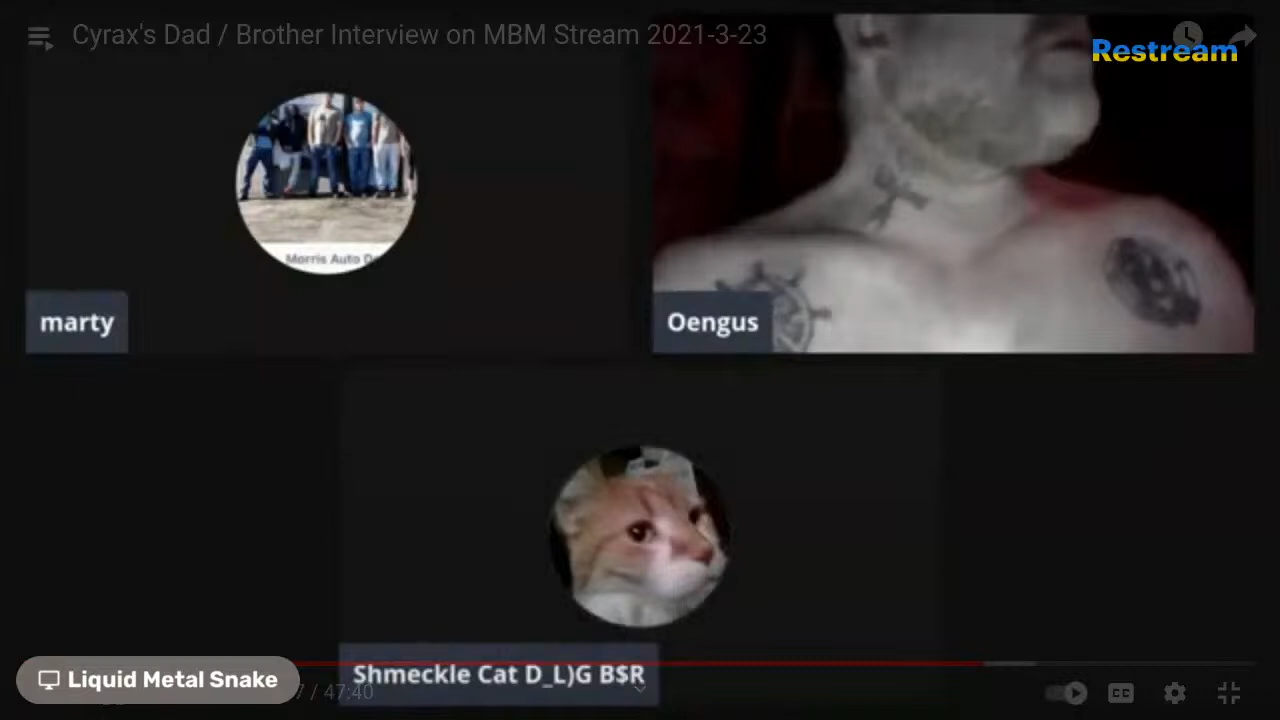 Cyrax's Dad / Brother Interview on MBM Stream 2021-3-23
Restream
Morris Auto
marty
Oengus
Shmeckle Cat D_L)G B$R
Liquid Metal Snake
/ 47:40
CC